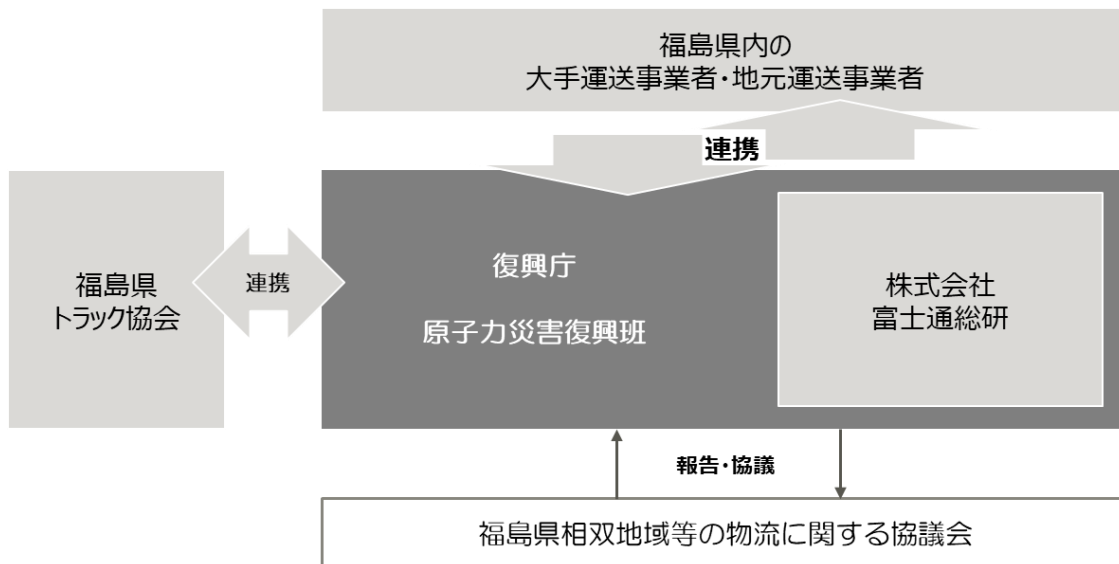 福島県内の
大手運送事業者・地元運送事業者
連携
福島県
トラック協会
連携
復興庁
原子力災害復興班
株式会社
富士通総研
報告・協議
福島県相双地域等の物流に関する協議会